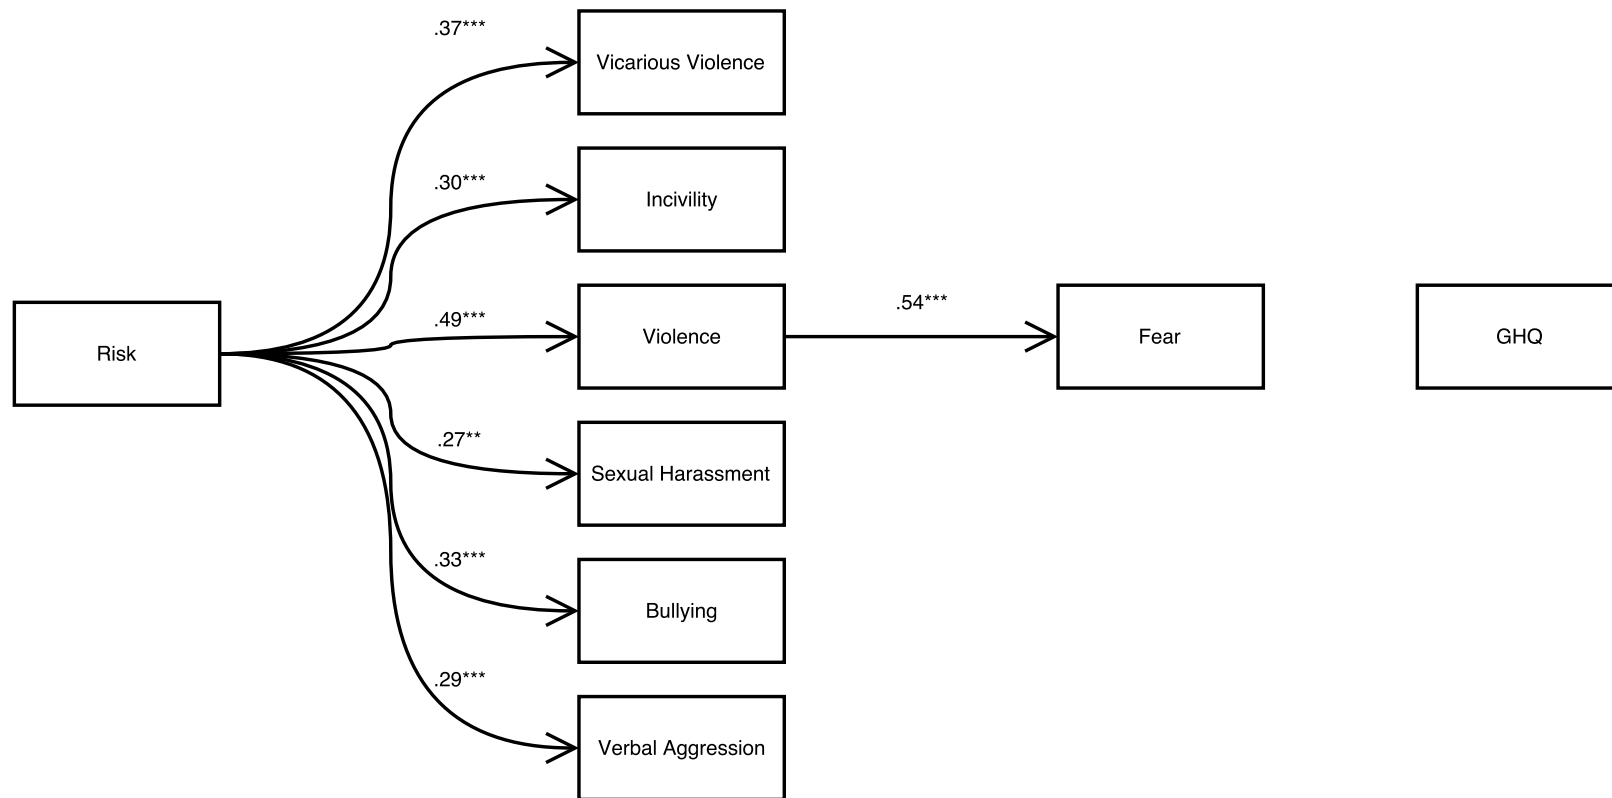 .37***
Vicarious Violence
.30***
Incivility
.49***
Violence
.54***
Fear
GHQ
Risk
.27**
Sexual Harassment
.33***
Bullying
.29***
Verbal Aggression